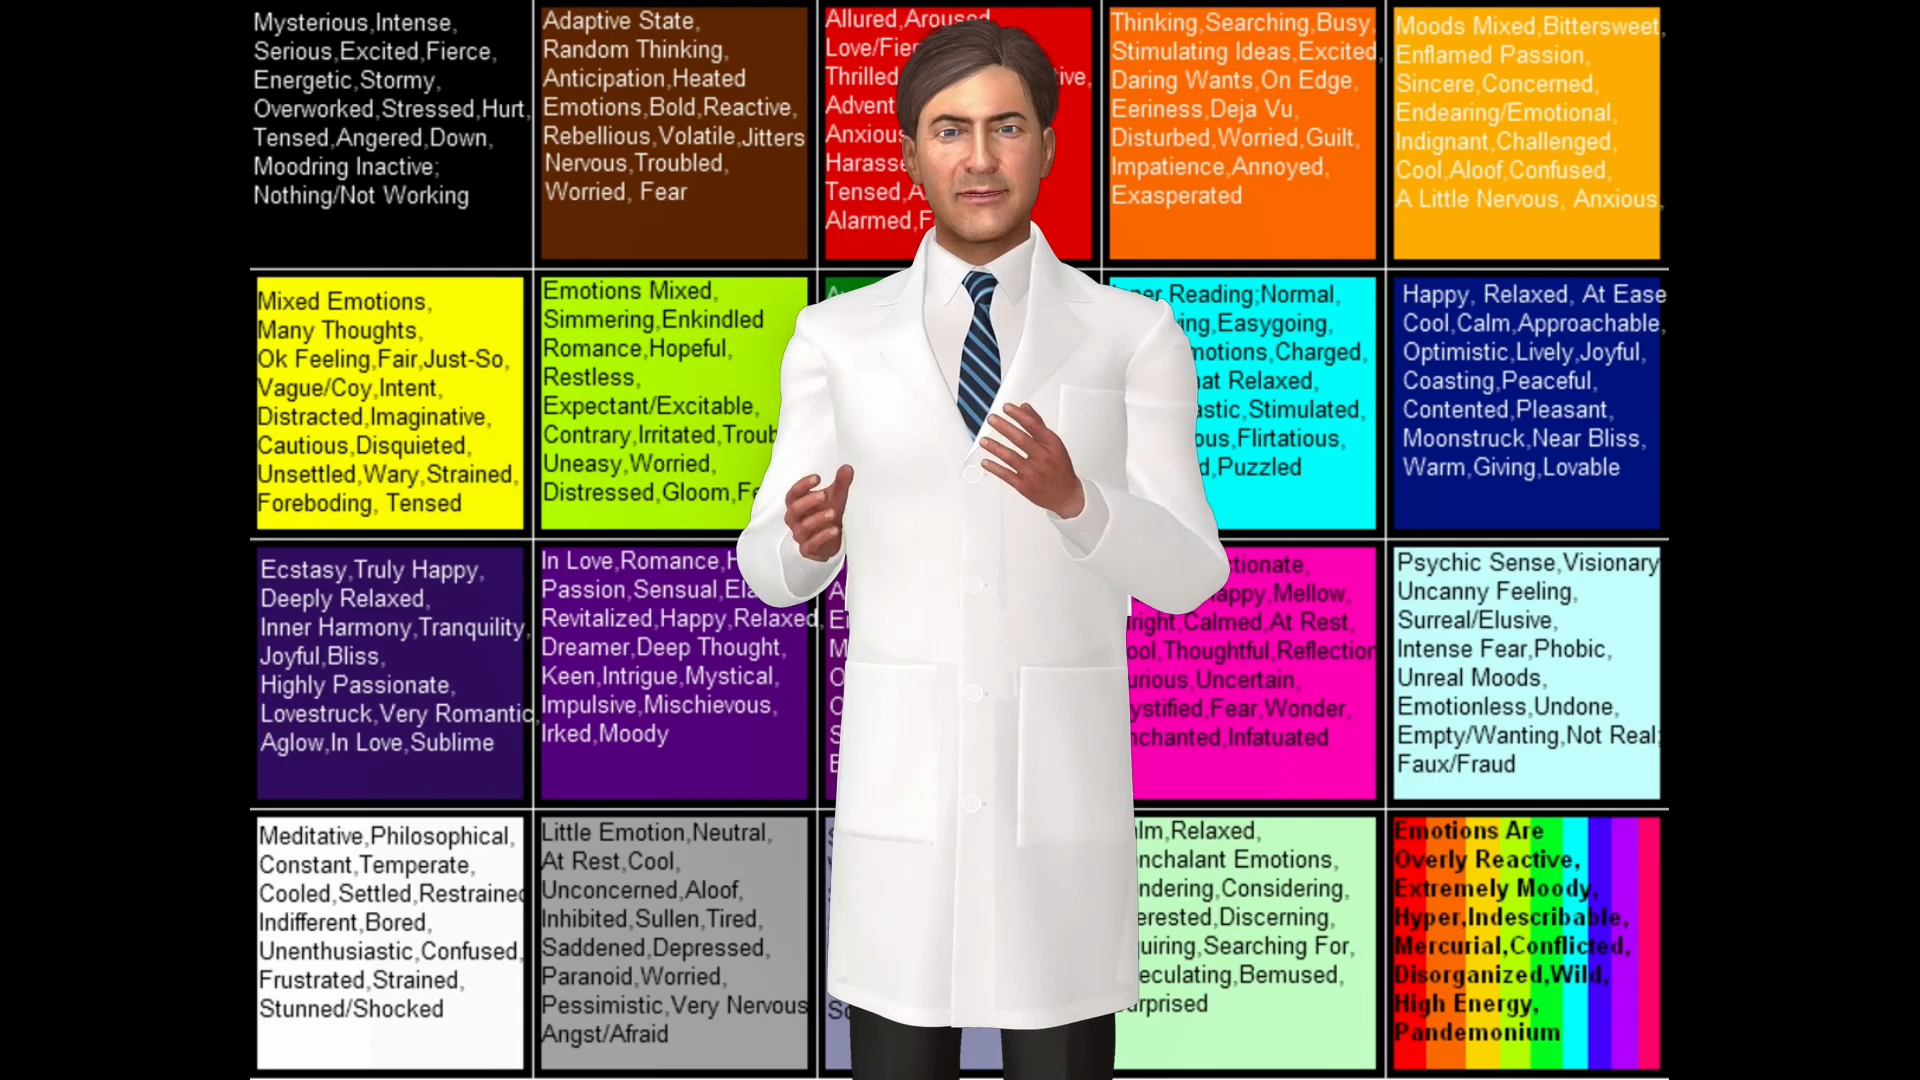 Mysterious,Intense,
Serious,Excited,Fierce,
Energetic,Stormy,
Overworked,Stressed,Hurt,
Tensed,Angered,Down,
Moodring Inactive;
Nothing/Not Working
Adaptive State,
Random Thinking,
Anticipation,Heated
Emotions,Bold,Reactive,
Rebellious,Volatile,Jitters
Nervous,Troubled,
Worried, Fear
Allured,Aroused
Thrilled
Thinking,Searching,Busy,
Stimulating Ideas,Excited,
Daring Wants,On Edge,
Eeriness,Deja Vu,
Disturbed,Worried,Guilt,
Impatience,Annoyed,
Exasperated
Moods Mixed,Bittersweet,
Enflamed Passion,
Sincere,Concerned,
Endearing/Emotional,
Indignant,Challenged,
Cool,Aloof,Confused,
A Little Nervous, Anxious,
Mixed Emotions,
Many Thoughts,
Ok Feeling,Fair,Just-So,
Vague/Coy,Intent,
Distracted,Imaginative,
Cautious,Disquieted,
Unsettled,Wary,Strained,
Foreboding, Tensed
Emotions Mixed,
Simmering,Enkindled
Romance,Hopeful,
Restless,
Expectant/Excitable,
Contrary,Irritated,
Uneasy,Worried,
Distressed,Gloom,
Reading;Normal,
Easygoing,
Charged,
Relaxed,
Stimulated,
Flirtatious,
Puzzled
Happy, Relaxed, At Ease
Cool,Calm,Approachable,
Optimistic,Lively,Joyful,
Coasting,Peaceful,
Contented,Pleasant,
Moonstruck,Near Bliss,
Warm,Giving,Lovable
Ecstasy,Truly Happy,
Deeply Relaxed,
Inner Harmony,Tranquility,
Joyful,Bliss,
Highly Passionate,
Lovestruck,Very Romantic,
Aglow,In Love,Sublime
In Love,Romance,
Passion,Sensual,
Revitalized,Happy,Relaxed,
Dreamer,Deep Thought,
Keen,Intrigue,Mystical,
Impulsive,Mischievous,
Irked,Moody
Mellow,
Calmed,At Rest,
Thoughtful,Reflection
Uncertain,
Fear,Wonder,
Infatuated
Psychic Sense,Visionary
Uncanny Feeling,
Surreal/Elusive,
Intense Fear,Phobic,
Unreal Moods,
Emotionless,Undone,
Empty/Wanting,Not Real;
Faux/Fraud
Meditative,Philosophical,
Constant,Temperate,
Cooled,Settled,Restrained
Indifferent,Bored,
Unenthusiastic,Confused,
Frustrated,Strained,
Stunned/Shocked
Little Emotion,Neutral,
At Rest,Cool,
Unconcerned,Aloof,
Inhibited,Sullen,Tired,
Saddened,Depressed,
Paranoid,Worried,
Pessimistic,Very Nervous
Angst/Afraid
Relaxed,
Emotions,
Considering,
Discerning,
Searching For,
Bemused,
Emotions Are
Overly Reactive,
Extremely Moody,
Hyper,Indescribable,
Mercurial,Conflicted,
Disorganized,Wild,
High Energy,
Pandemonium